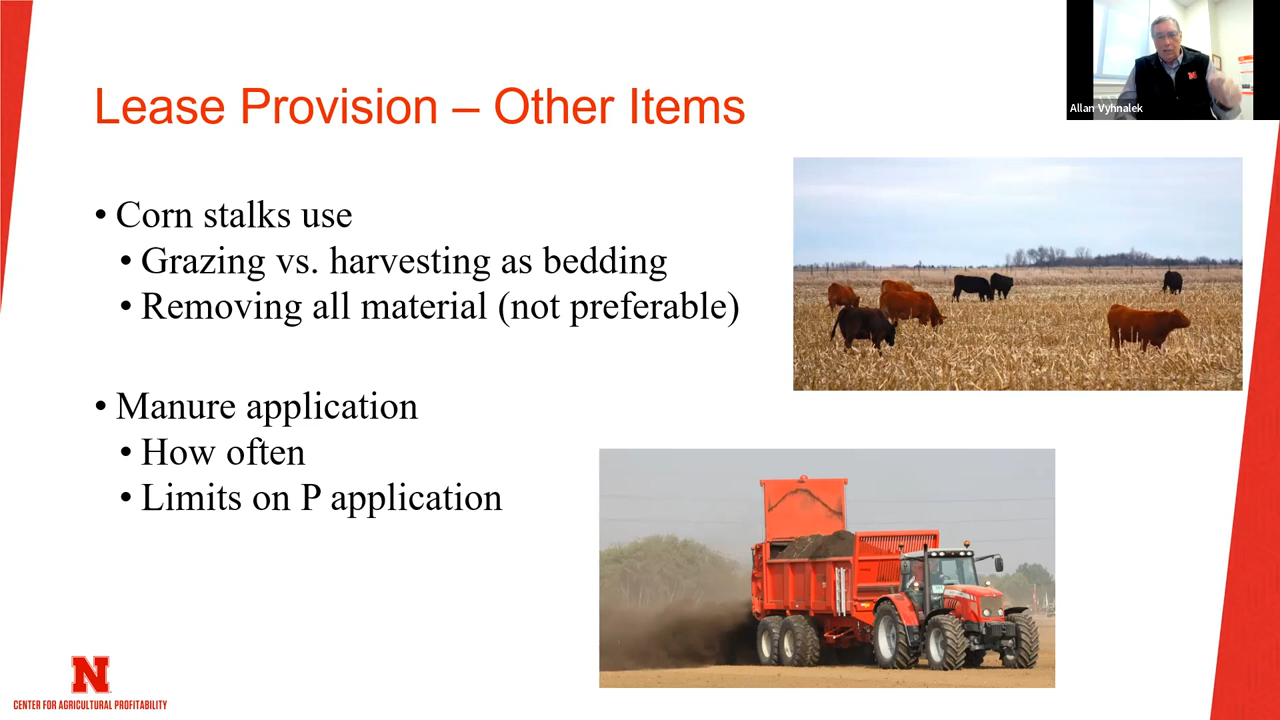 Lease Provision – Other Items
Allan Vyhnalek
• Corn stalks use
• Grazing vs. harvesting as bedding
• Removing all material (not preferable)
• Manure application
• How often
• Limits on P application
N
CENTER FOR AGRICULTURAL PROFITABILITY